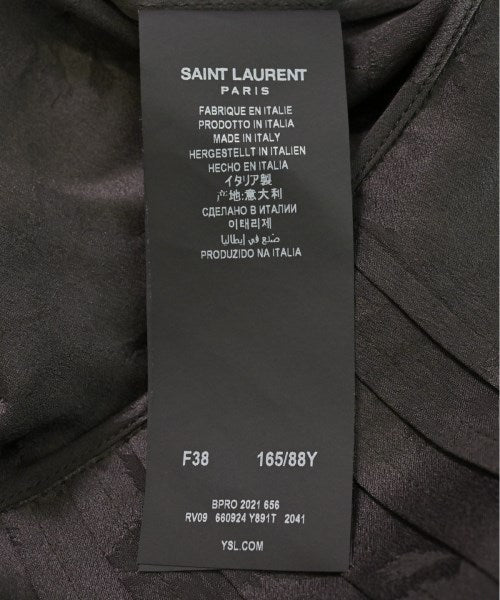 SAINT LAURENT
PARIS
FABRIQUE EN ITALIE
PRODOTTO IN ITALIA
MADE IN ITALY
HERGESTELLT IN ITALIEN
HECHO EN ITALIA
イタリア製
产地:意大利
СДЕЛАНО В ИТАЛИИ
이태리제
صنع في إيطاليا
PRODUZIDO NA ITALIA
F38 165/88Y
BPRO 2021 656
RV09 660924 Y891T 2041
YSL.COM